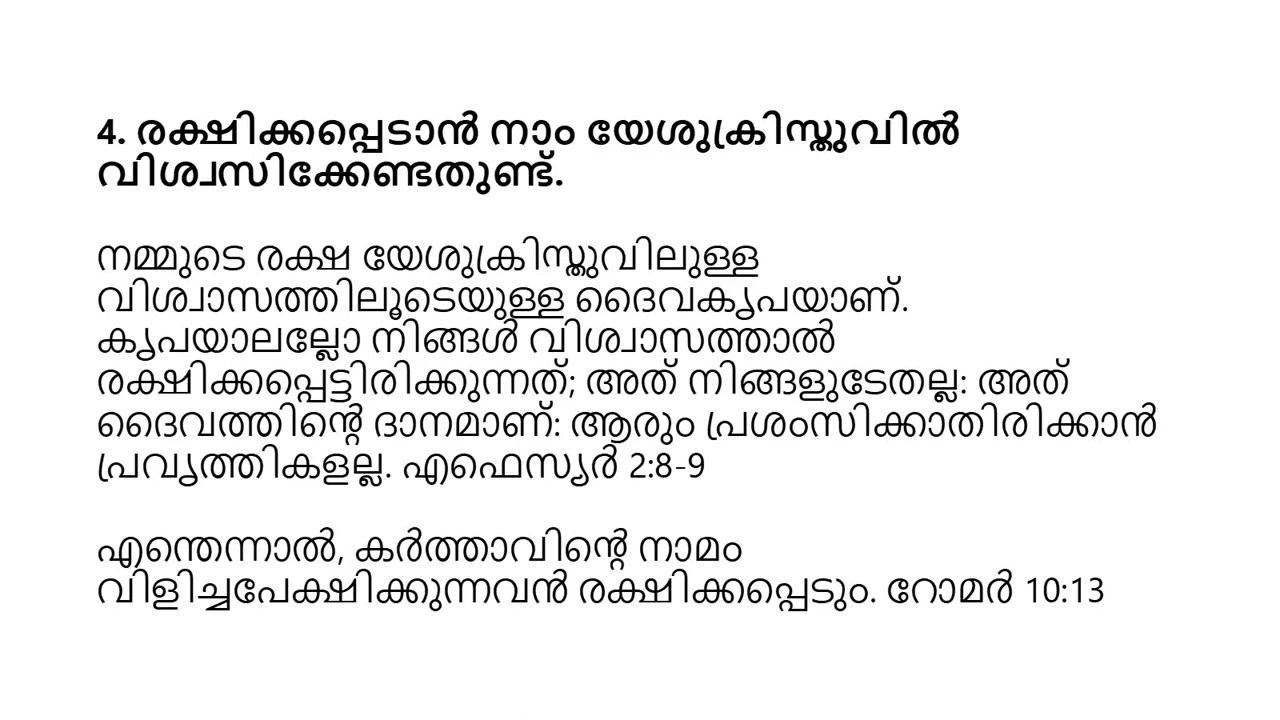 4. രക്ഷിക്കപ്പെടാൻ നാം യേശുക്രിസ്തുവിൽ
വിശ്വസിക്കേണ്ടതുണ്ട്.
നമ്മുടെ രക്ഷ യേശുക്രിസ്തുവിലുള്ള
വിശ്വാസത്തിലൂടെയുള്ള ദൈവകൃപയാണ്.
കൃപയാലല്ലോ നിങ്ങൾ വിശ്വാസത്താൽ
രക്ഷിക്കപ്പെട്ടിരിക്കുന്നത്; അത് നിങ്ങളുടേതല്ല: അത്
ദൈവത്തിന്റെ ദാനമാണ്: ആരും പ്രശംസിക്കാതിരിക്കാൻ
പ്രവൃത്തികളല്ല. എഫെസ്യർ 2:8-9
എന്തെന്നാൽ, കർത്താവിന്റെ നാമം
വിളിച്ചപേക്ഷിക്കുന്നവൻ രക്ഷിക്കപ്പെടും. റോമർ 10:13